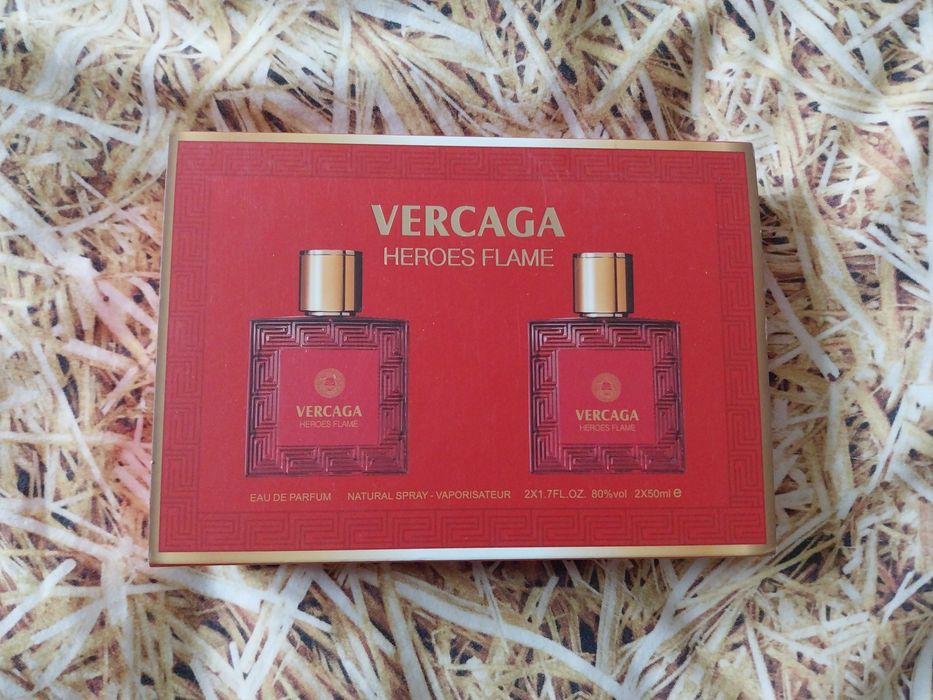 VERCAGA
HEROES FLAME
VERCAGA
HEROES FLAME
VERCAGA
HEROES FLAME
EAU DE PARFUM NATURAL SPRAY - VAPORISATEUR 2X1.7FL.OZ. 80%vol 2X50ml e